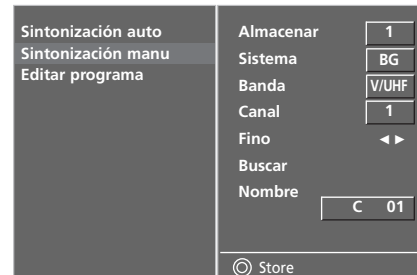 Sintonización auto
Sintonización manu
Editar programa
Almacenar 1
Sistema BG
Banda V/UHF
Canal 1
Fino ◄ ►
Buscar
Nombre
C 01
Store